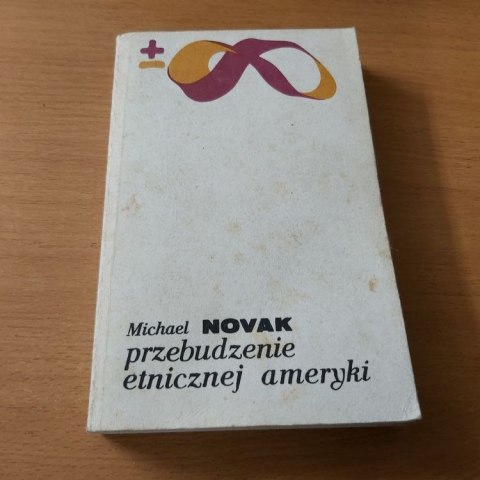 ±∞
Michael NOVAK
przebudzenie
etnicznej ameryki